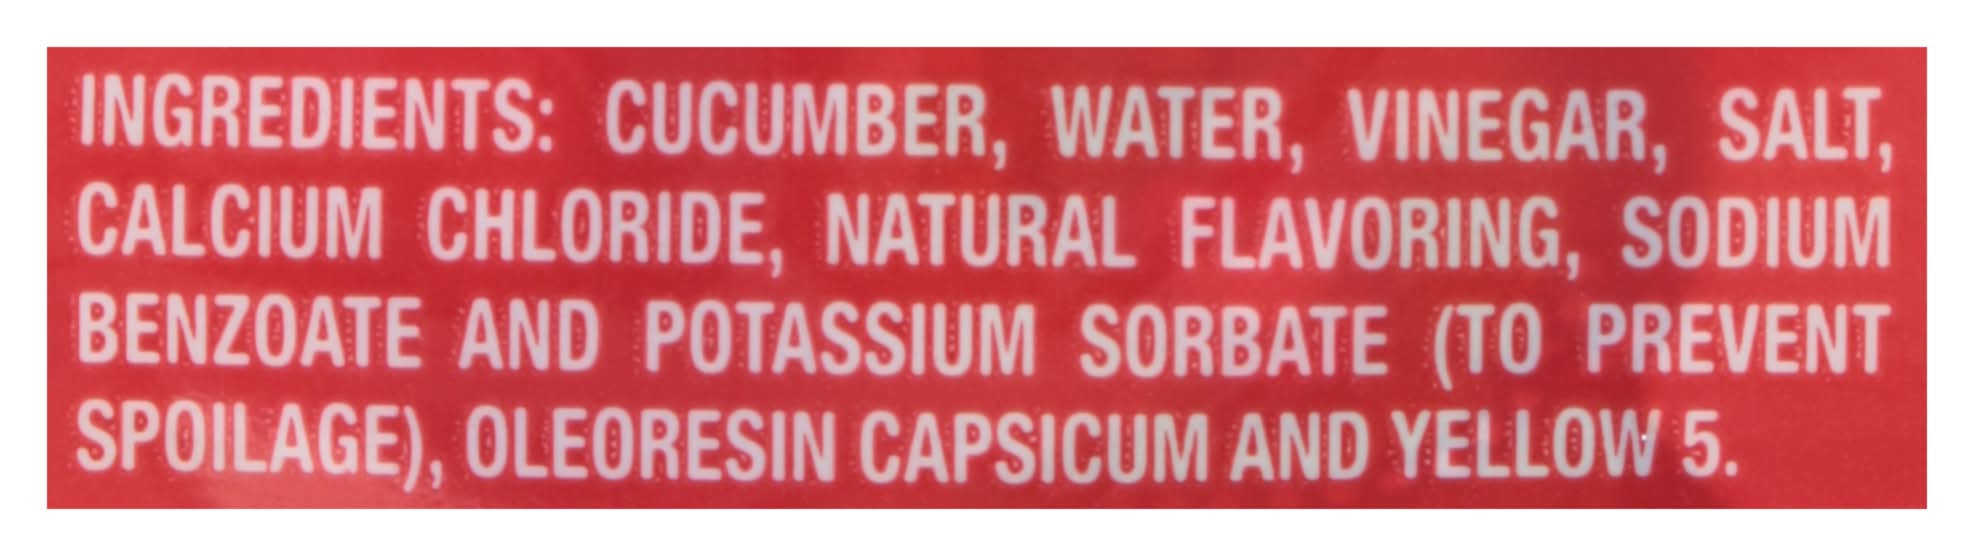 INGREDIENTS: CUCUMBER, WATER, VINEGAR, SALT,
CALCIUM CHLORIDE, NATURAL FLAVORING, SODIUM
BENZOATE AND POTASSIUM SORBATE (TO PREVENT
SPOILAGE), OLEORESIN CAPSICUM AND YELLOW 5.